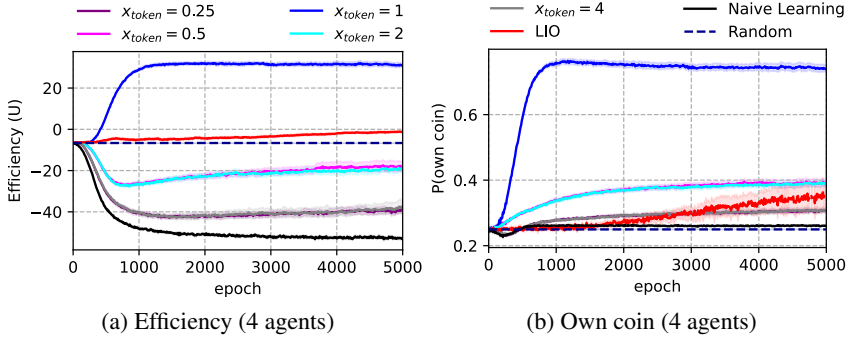 x_token = 0.25
x_token = 0.5
x_token = 1
x_token = 2
x_token = 4
LIO
Naive Learning
Random
Efficiency (U)
20
0
−20
−40
0
1000
2000
3000
4000
5000
epoch
P(own coin)
0.6
0.4
0.2
0
1000
2000
3000
4000
5000
epoch
(a) Efficiency (4 agents)
(b) Own coin (4 agents)